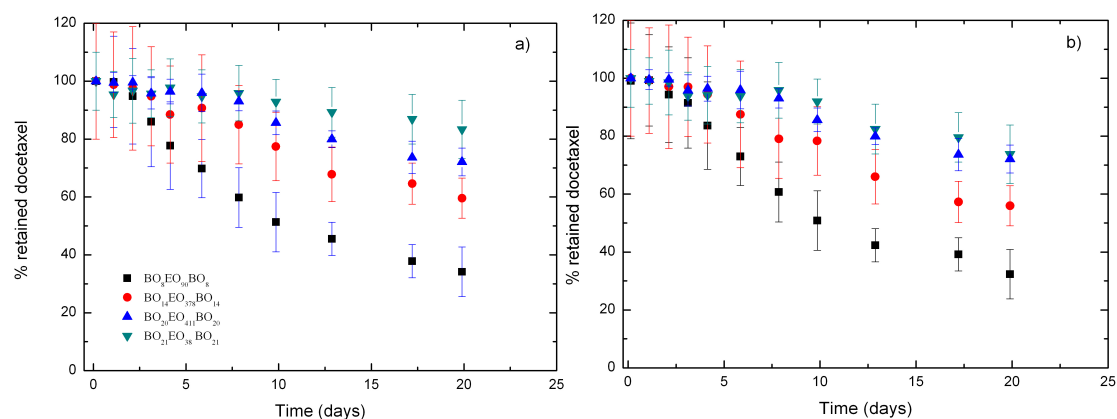 120
100
80
60
40
20
0
% retained docetaxel
a)
BO8EO90BO8
BO14EO378BO14
BO20EO411BO20
BO21EO38BO21
0 5 10 15 20 25
Time (days)
120
100
80
60
40
20
0
% retained docetaxel
b)
0 5 10 15 20 25
Time (days)